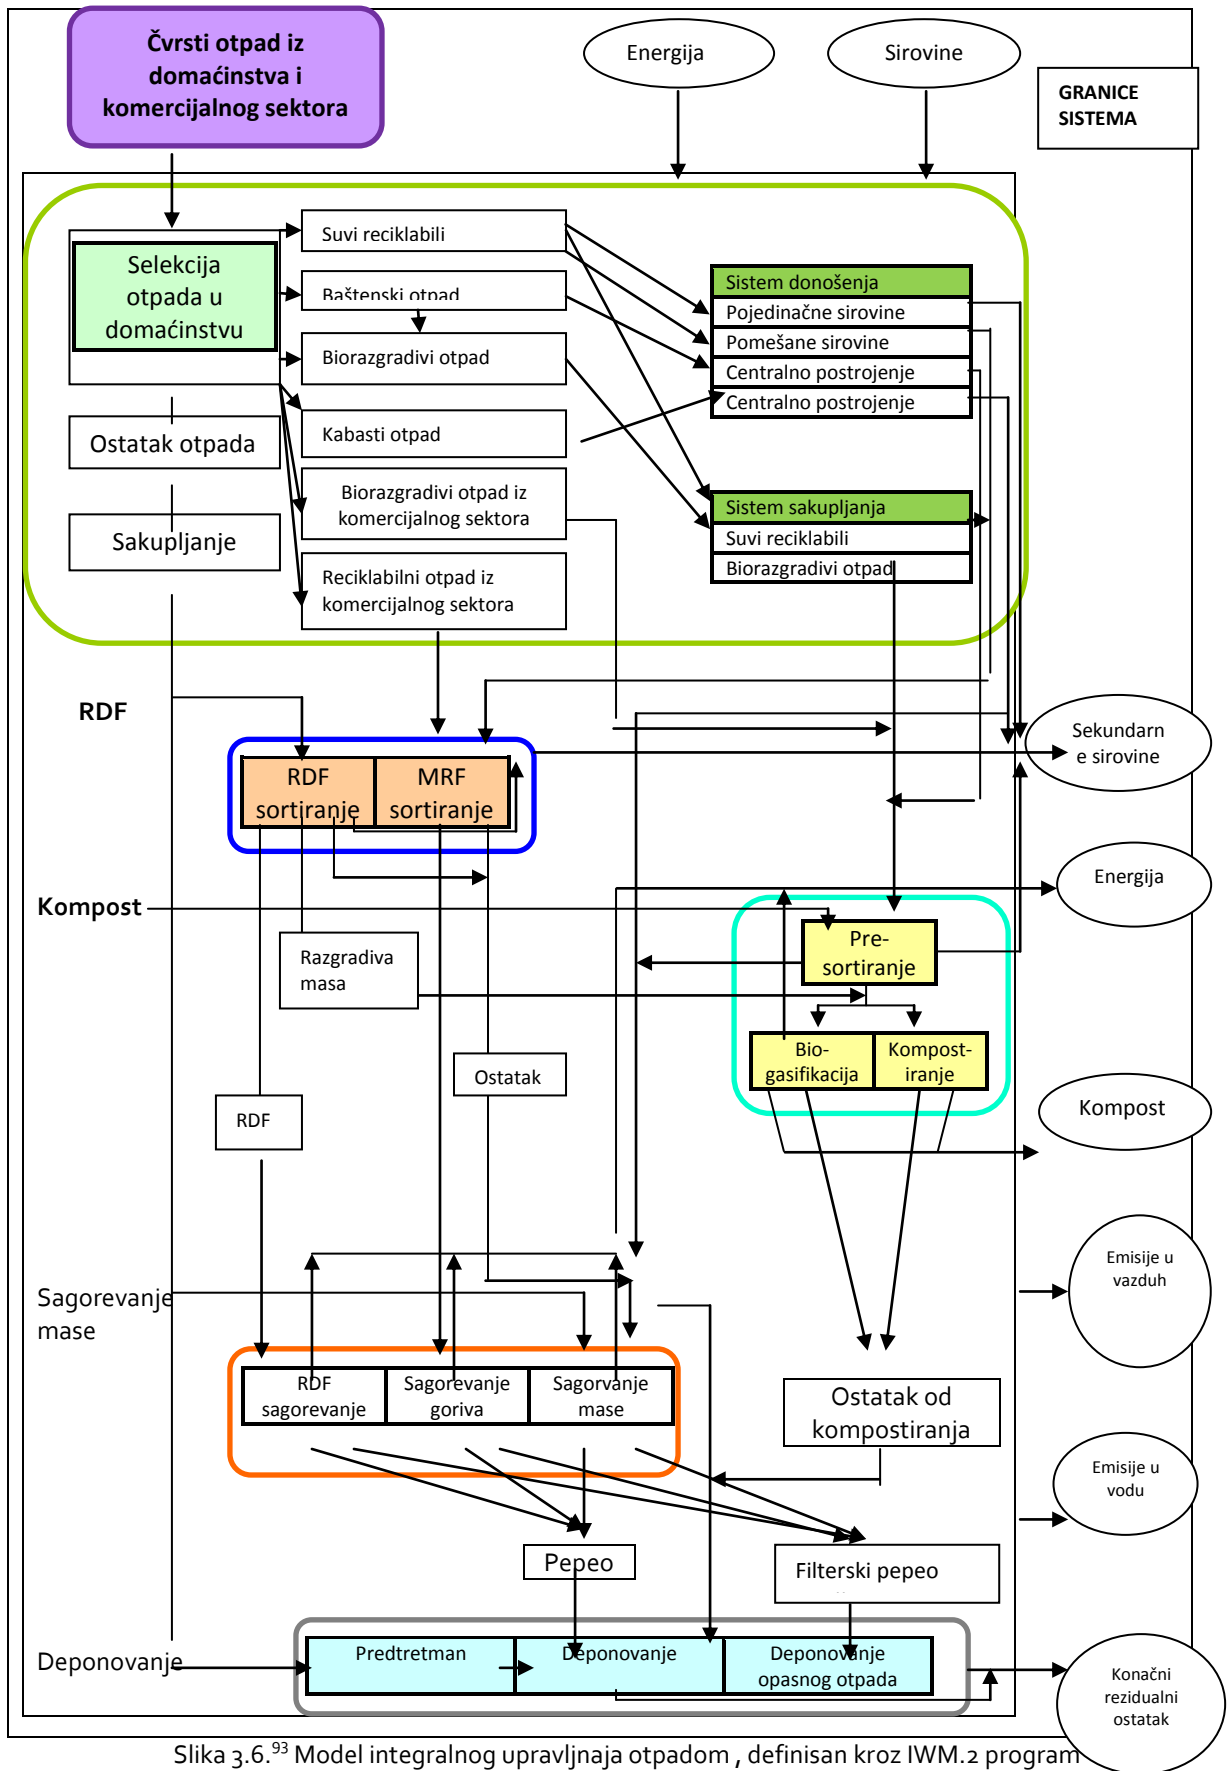 Čvrsti otpad iz
domaćinstva i
komercijalnog sektora
Energija
Sirovine
GRANICE
SISTEMA
Selekcija
otpada u
domaćinstvu
Suvi reciklabili
Baštenski otpad
Biorazgradivi otpad
Kabasti otpad
Biorazgradivi otpad iz
komercijalnog sektora
Reciklabilni otpad iz
komercijalnog sektora
Ostatak otpada
Sakupljanje
Sistem donošenja
Pojedinačne sirovine
Pomešane sirovine
Centralno postrojenje
Centralno postrojenje
Sistem sakupljanja
Suvi reciklabili
Biorazgradivi otpad
RDF
RDF
sortiranje
MRF
sortiranje
Sekundarn
e sirovine
Energija
Kompost
Pre-
sortiranje
Razgradiva
masa
Bio-
gasifikacija
Kompost-
iranje
Ostatak
RDF
Kompost
Emisije u
vazduh
Sagorevanje
mase
RDF
sagorevanje
Sagorevanje
goriva
Sagorvanje
mase
Ostatak od
kompostiranja
Emisije u
vodu
Pepeo
Filterski pepeo
Deponovanje
Predtretman
Deponovanje
Deponovanje
opasnog otpada
Konačni
rezidualni
ostatak
Slika 3.6.93 Model integralnog upravljnaja otpadom , definisan kroz IWM.2 program